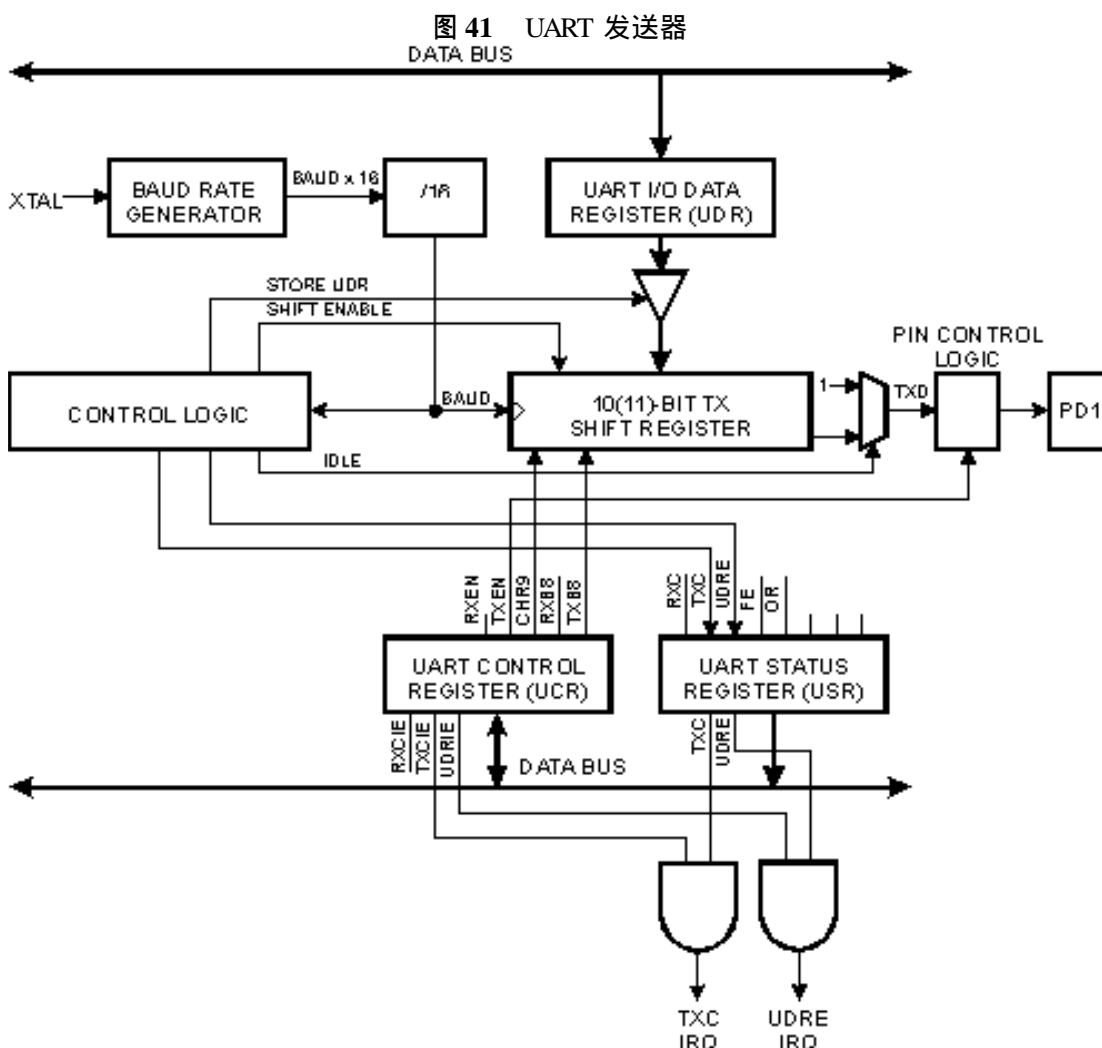 图 41 UART 发送器
DATA BUS
XTAL
BAUD RATE
GENERATOR
BAUD x 16
/16
UART I/O DATA
REGISTER (UDR)
STORE UDR
SHIFT ENABLE
PIN CONTROL
LOGIC
CONTROL LOGIC
BAUD
10(11)-BIT TX
SHIFT REGISTER
1
TXD
PD1
IDLE
RXEN
TXEN
CHR9
RXB8
TXB8
RXC
TXC
UDRE
FE
OR
UART CONTROL
REGISTER (UCR)
UART STATUS
REGISTER (USR)
RXCIE
TXCIE
UDRIE
TXC
UDRE
DATA BUS
TXC
IRQ
UDRE
IRQ